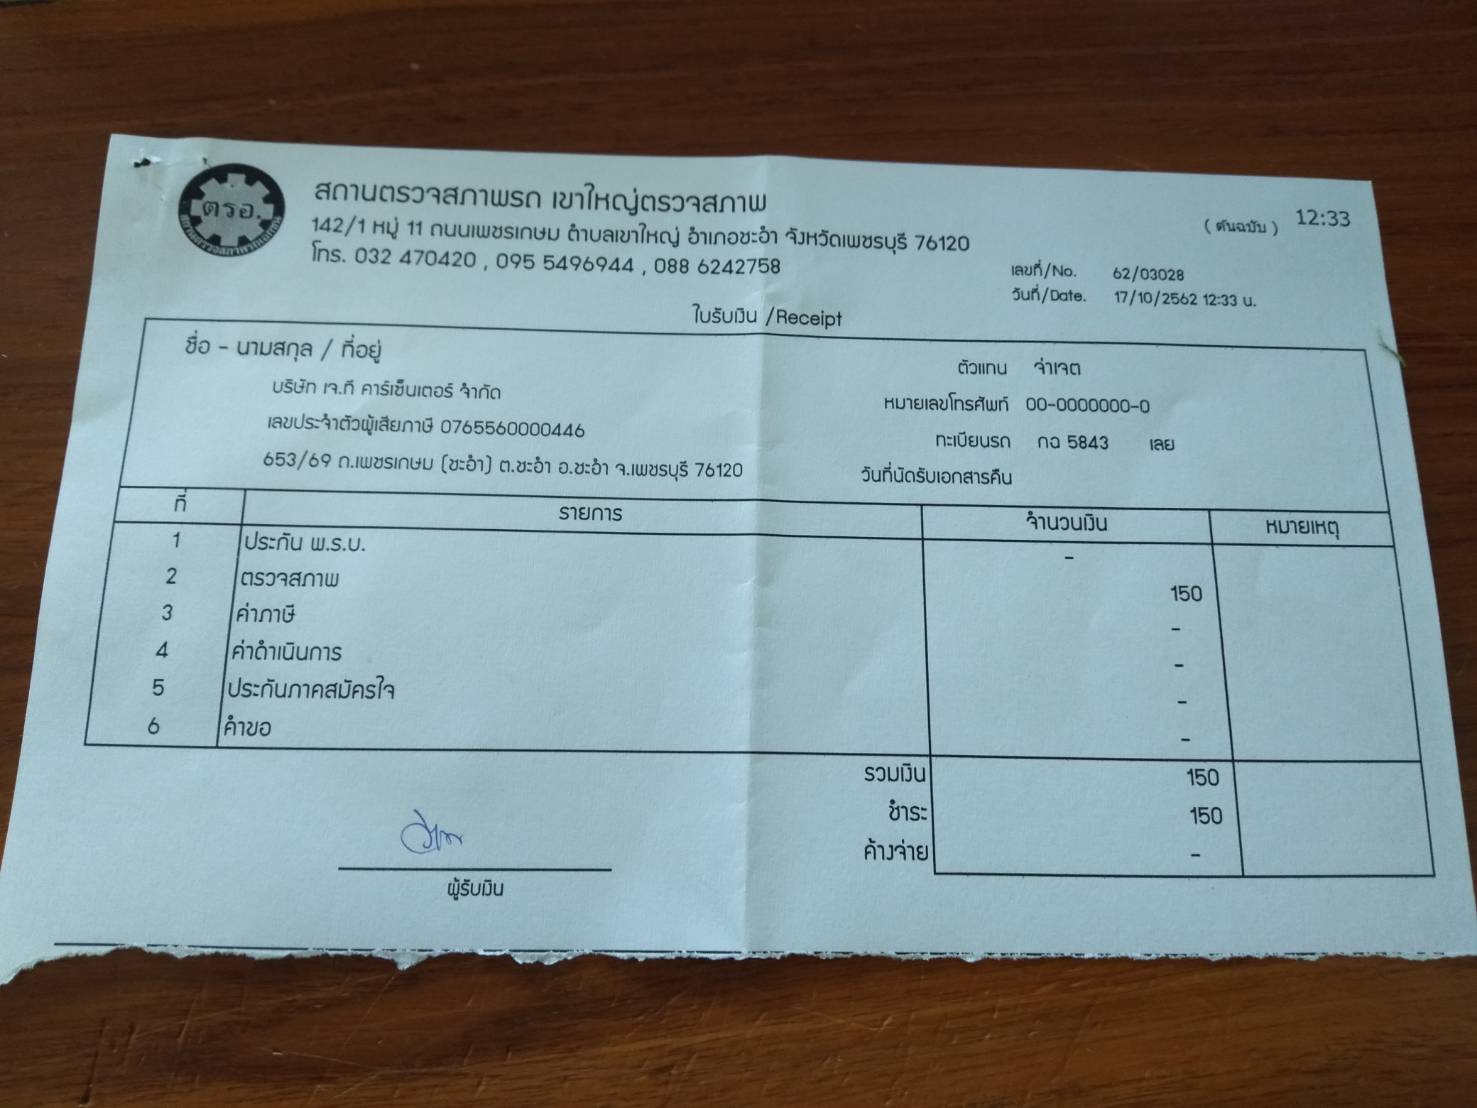 ตรอ.
สถานตรวจสภาพรถ เขาใหญ่ตรวจสภาพ
142/1 หมู่ 11 ถนนเพชรเกษม ตำบลเขาใหญ่ อำเภอชะอำ จังหวัดเพชรบุรี 76120
โทร. 032 470420 , 095 5496944 , 088 6242758
( ต้นฉบับ ) 12:33
เลขที่/No. 62/03028
วันที่/Date. 17/10/2562 12:33 น.
ใบรับเงิน /Receipt
ชื่อ - นามสกุล / ที่อยู่
บริษัท เจ.ที คาร์เซ็นเตอร์ จำกัด
เลขประจำตัวผู้เสียภาษี 0765560000446
653/69 ถ.เพชรเกษม (ชะอำ) ต.ชะอำ อ.ชะอำ จ.เพชรบุรี 76120
ตัวแทน จ่าเจต
หมายเลขโทรศัพท์ 00-0000000-0
ทะเบียนรถ กฉ 5843 เลย
วันที่นัดรับเอกสารคืน
ที่ รายการ จำนวนเงิน หมายเหตุ
1 ประกัน พ.ร.บ. -
2 ตรวจสภาพ 150
3 ค่าภาษี -
4 ค่าดำเนินการ -
5 ประกันภาคสมัครใจ -
6 คำขอ -
รวมเงิน 150
ชำระ 150
ค้างจ่าย -
ผู้รับเงิน